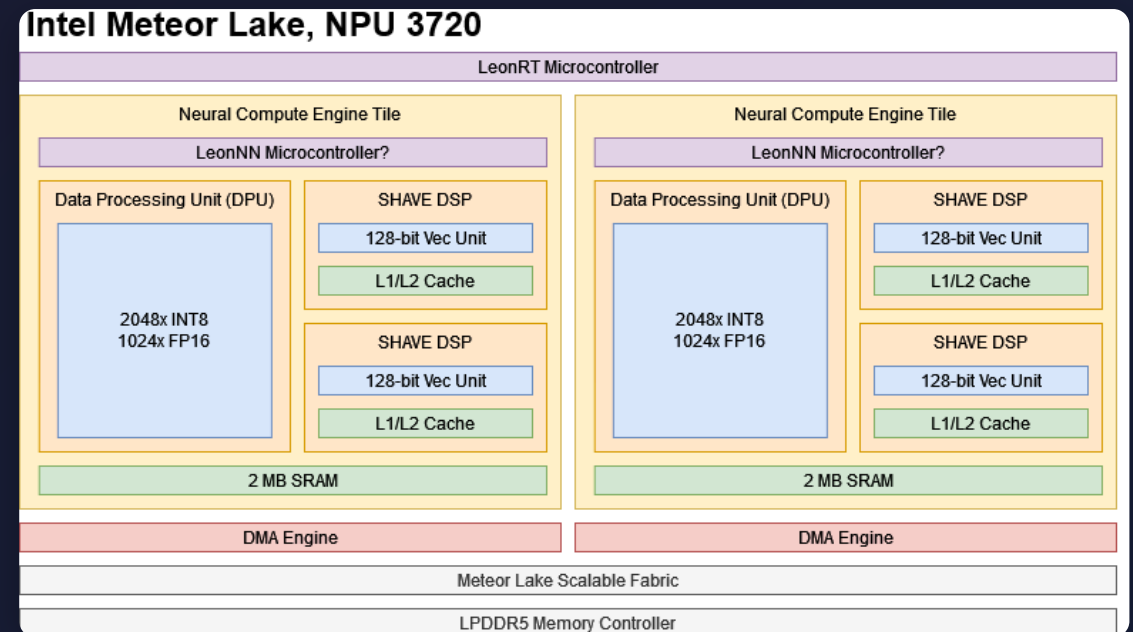 Intel Meteor Lake, NPU 3720
LeonRT Microcontroller
Neural Compute Engine Tile
LeonNN Microcontroller?
Data Processing Unit (DPU)
2048x INT8
1024x FP16
SHAVE DSP
128-bit Vec Unit
L1/L2 Cache
SHAVE DSP
128-bit Vec Unit
L1/L2 Cache
2 MB SRAM
DMA Engine
Neural Compute Engine Tile
LeonNN Microcontroller?
Data Processing Unit (DPU)
2048x INT8
1024x FP16
SHAVE DSP
128-bit Vec Unit
L1/L2 Cache
SHAVE DSP
128-bit Vec Unit
L1/L2 Cache
2 MB SRAM
DMA Engine
Meteor Lake Scalable Fabric
LPDDR5 Memory Controller